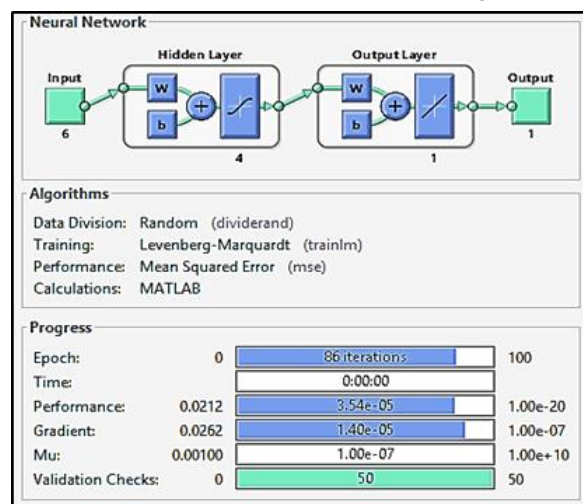 Neural Network
Hidden Layer
Output Layer
Input
Output
W
W
b
b
6
4
1
1
Algorithms
Data Division: Random (dividerand)
Training: Levenberg-Marquardt (trainlm)
Performance: Mean Squared Error (mse)
Calculations: MATLAB
Progress
Epoch: 0 86 iterations 100
Time: 0:00:00
Performance: 0.0212 3.54e-05 1.00e-20
Gradient: 0.0262 1.40e-05 1.00e-07
Mu: 0.00100 1.00e-07 1.00e+10
Validation Checks: 0 50 50